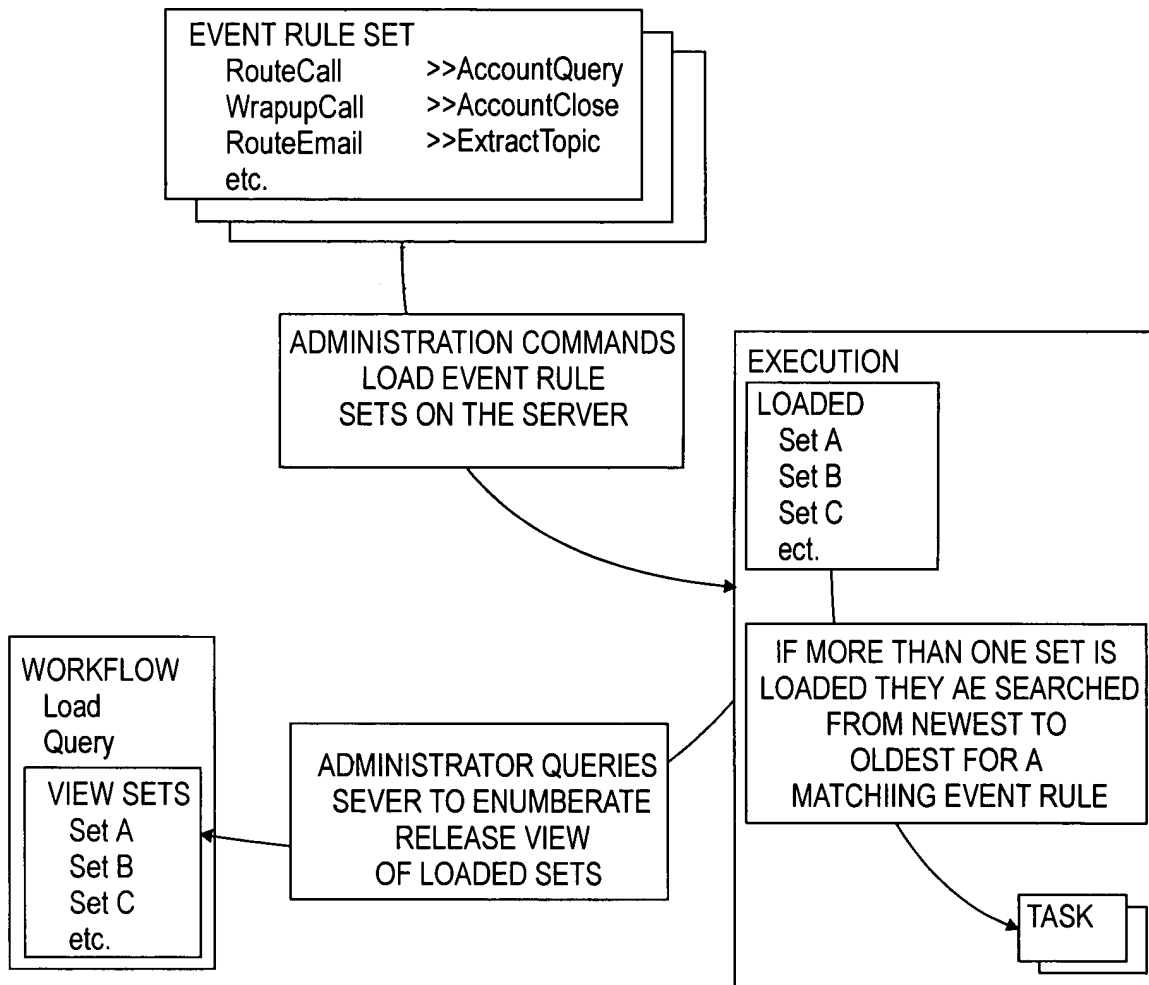 EVENT RULE SET
RouteCall >>AccountQuery
WrapupCall >>AccountClose
RouteEmail >>ExtractTopic
etc.
ADMINISTRATION COMMANDS
LOAD EVENT RULE
SETS ON THE SERVER
EXECUTION
LOADED
Set A
Set B
Set C
ect.
IF MORE THAN ONE SET IS
LOADED THEY AE SEARCHED
FROM NEWEST TO
OLDEST FOR A
MATCHIING EVENT RULE
TASK
ADMINISTRATOR QUERIES
SEVER TO ENUMBERATE
RELEASE VIEW
OF LOADED SETS
WORKFLOW
Load
Query
VIEW SETS
Set A
Set B
Set C
etc.